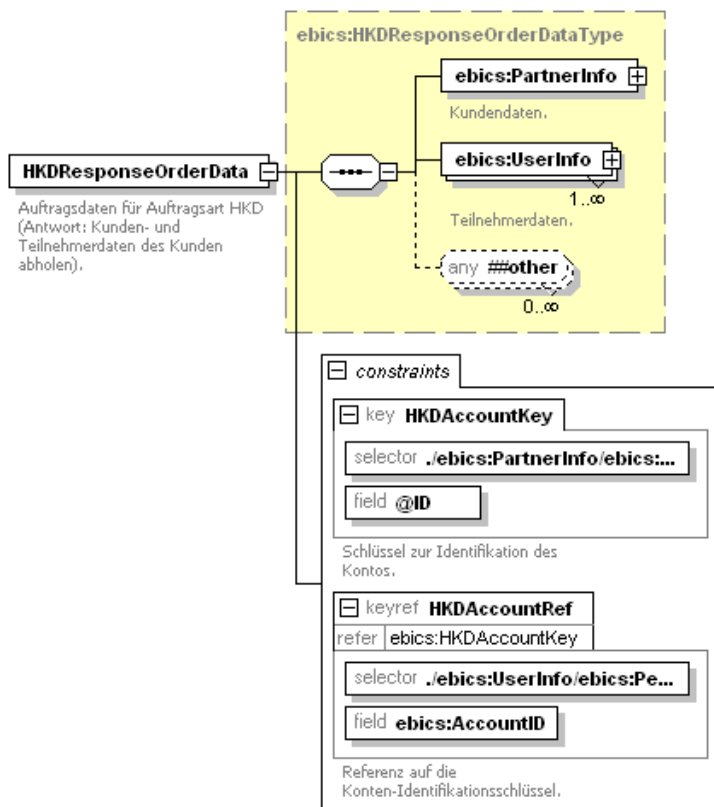 ebics:HKDResponseOrderDataType
ebics:PartnerInfo
Kundendaten.
ebics:UserInfo
1..∞
Teilnehmerdaten.
any ##other
0..∞
HKDResponseOrderData
Auftragsdaten für Auftragsart HKD
(Antwort: Kunden- und
Teilnehmerdaten des Kunden
abholen).
constraints
key HKDAccountKey
selector ./ebics:PartnerInfo/ebics:...
field @ID
Schlüssel zur Identifikation des
Kontos.
keyref HKDAccountRef
refer ebics:HKDAccountKey
selector ./ebics:UserInfo/ebics:Pe...
field ebics:AccountID
Referenz auf die
Konten-Identifikationsschlüssel.